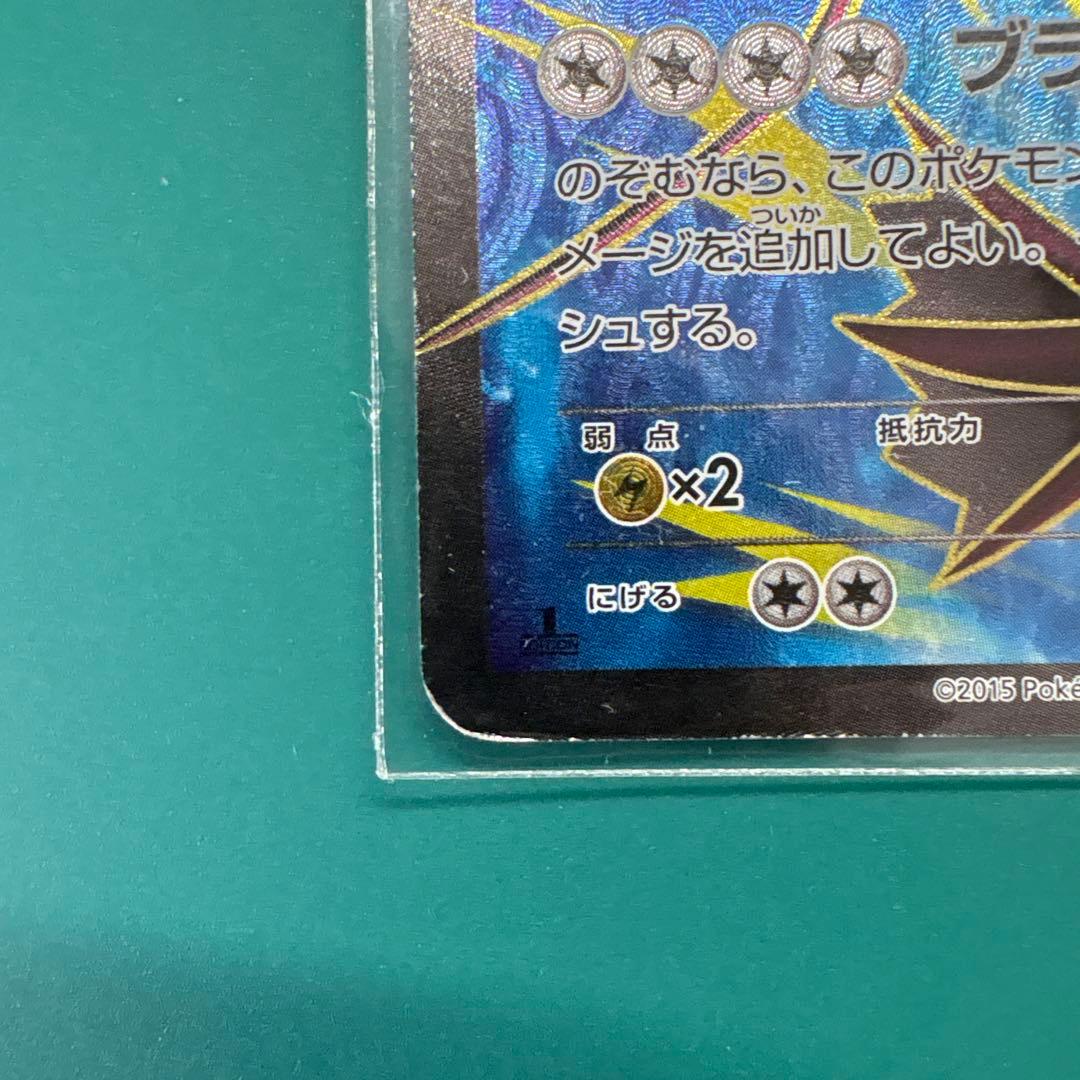 ブラ
のぞむなら、このポケモン
ついか
メージを追加してよい。
シュする。
弱 点 抵抗力
×2
にげる
1
EDITION
©2015 Poké